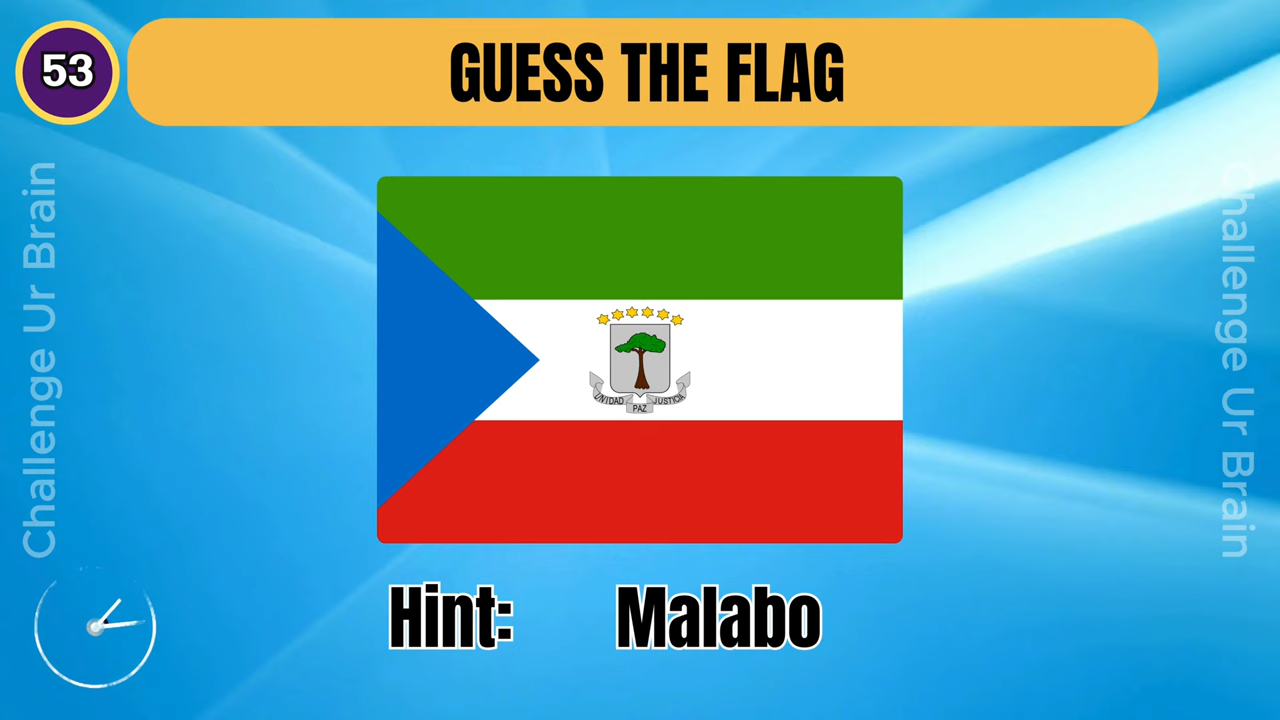 53
GUESS THE FLAG
Challenge Ur Brain
Challenge Ur Brain
UNIDAD PAZ JUSTICIA
Hint: Malabo